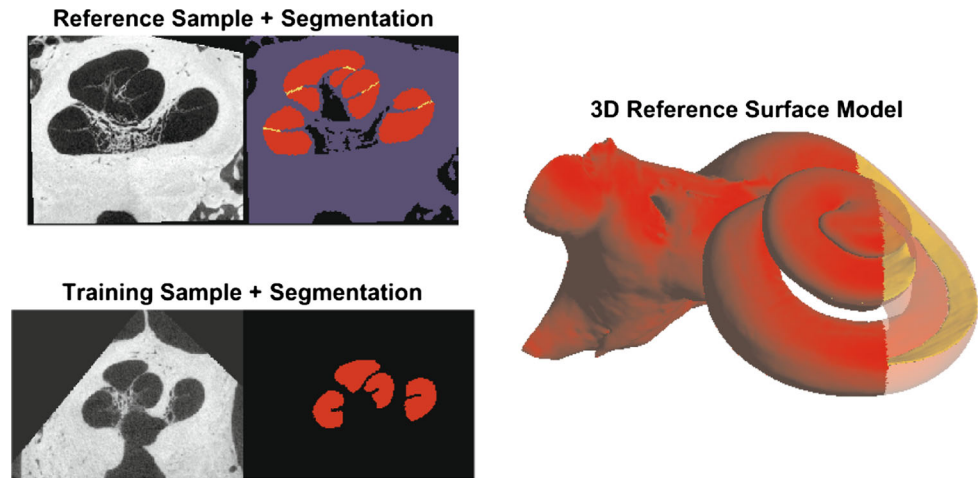 Reference Sample + Segmentation
3D Reference Surface Model
Training Sample + Segmentation